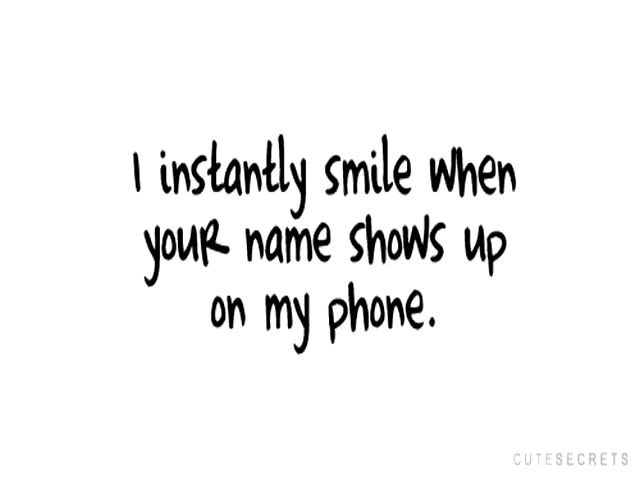 I instantly smile when
youR name shows up
on my phone.
CUTESECRETS